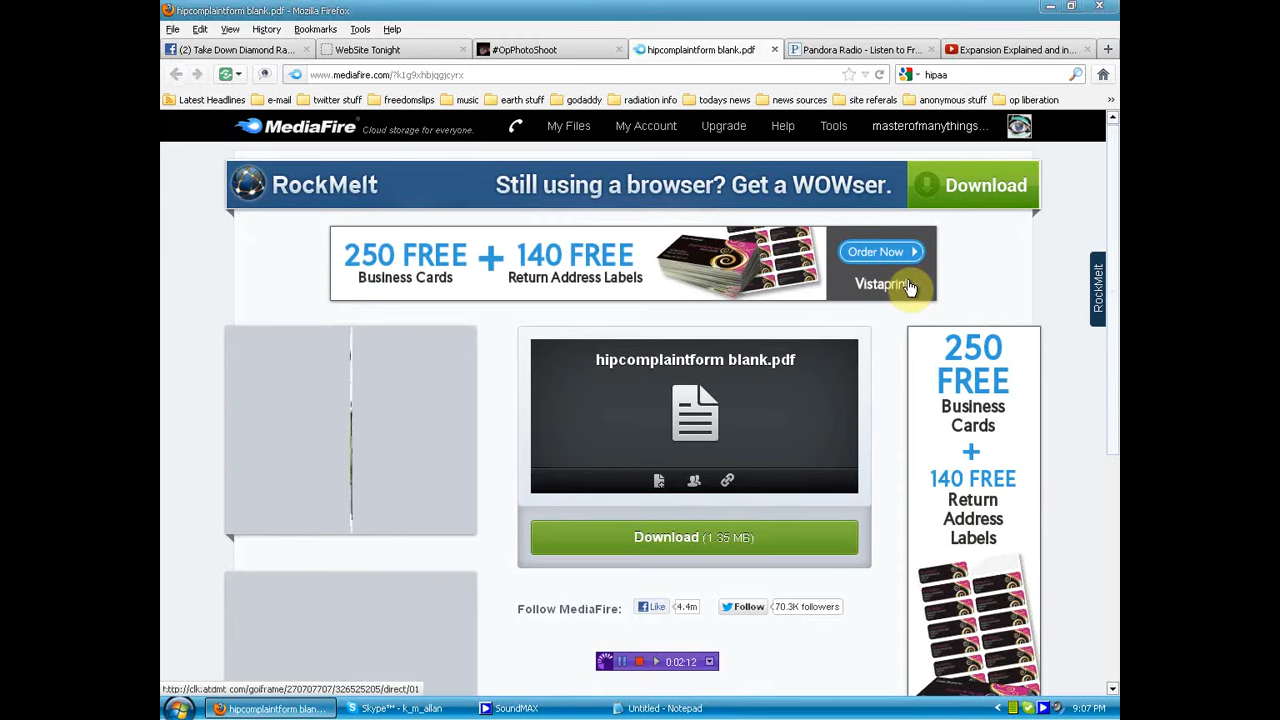 hipcomplaintform blank.pdf - Mozilla Firefox
File Edit View History Bookmarks Tools Help
(2) Take Down Diamond Ra...
WebSite Tonight
#OpPhotoShoot
hipcomplaintform blank.pdf
Pandora Radio - Listen to Fr...
Expansion Explained and in...
www.mediafire.com/?k1g9xhbjqgjcyrx
hipaa
Latest Headlines e-mail twitter stuff freedomslips music earth stuff godaddy radiation info todays news news sources site referals anonymous stuff op liberation »
MediaFire Cloud storage for everyone.
My Files My Account Upgrade Help Tools masterofmanythings...
RockMelt Still using a browser? Get a WOWser. Download
250 FREE + 140 FREE
Business Cards Return Address Labels
Order Now
Vistaprint
RockMelt
hipcomplaintform blank.pdf
Download (1.35 MB)
Follow MediaFire: Like 4.4m Follow 70.3K followers
250
FREE
Business
Cards
+
140 FREE
Return
Address
Labels
0:02:12
http://clk.atdmt.com/goiframe/270707707/326525205/direct/01
hipcomplaintform blan...
Skype™ - k_m_allan
SoundMAX
Untitled - Notepad
9:07 PM